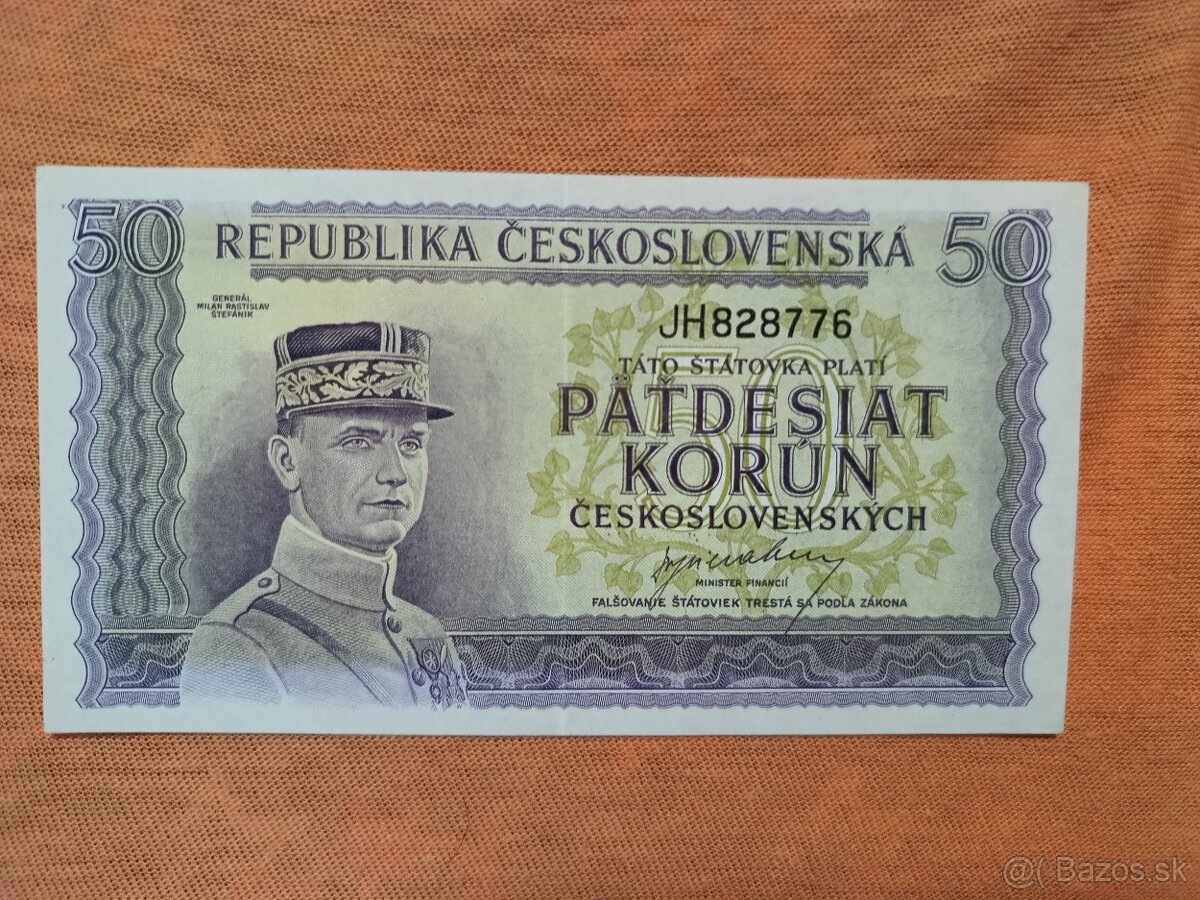 50 REPUBLIKA ČESKOSLOVENSKÁ 50
GENERÁL
MILAN RASTISLAV
ŠTEFÁNIK
JH828776
TÁTO ŠTÁTOVKA PLATÍ
50
PÄŤDESIAT
KORÚN
ČESKOSLOVENSKÝCH
MINISTER FINANCIÍ
FALŠOVANIE ŠTÁTOVIEK TRESTÁ SA PODĽA ZÁKONA
@( Bazos.sk